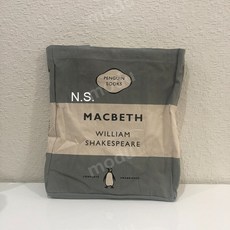 PENGUIN
BOOKS
N.S.
MACBETH
WILLIAM
SHAKESPEARE